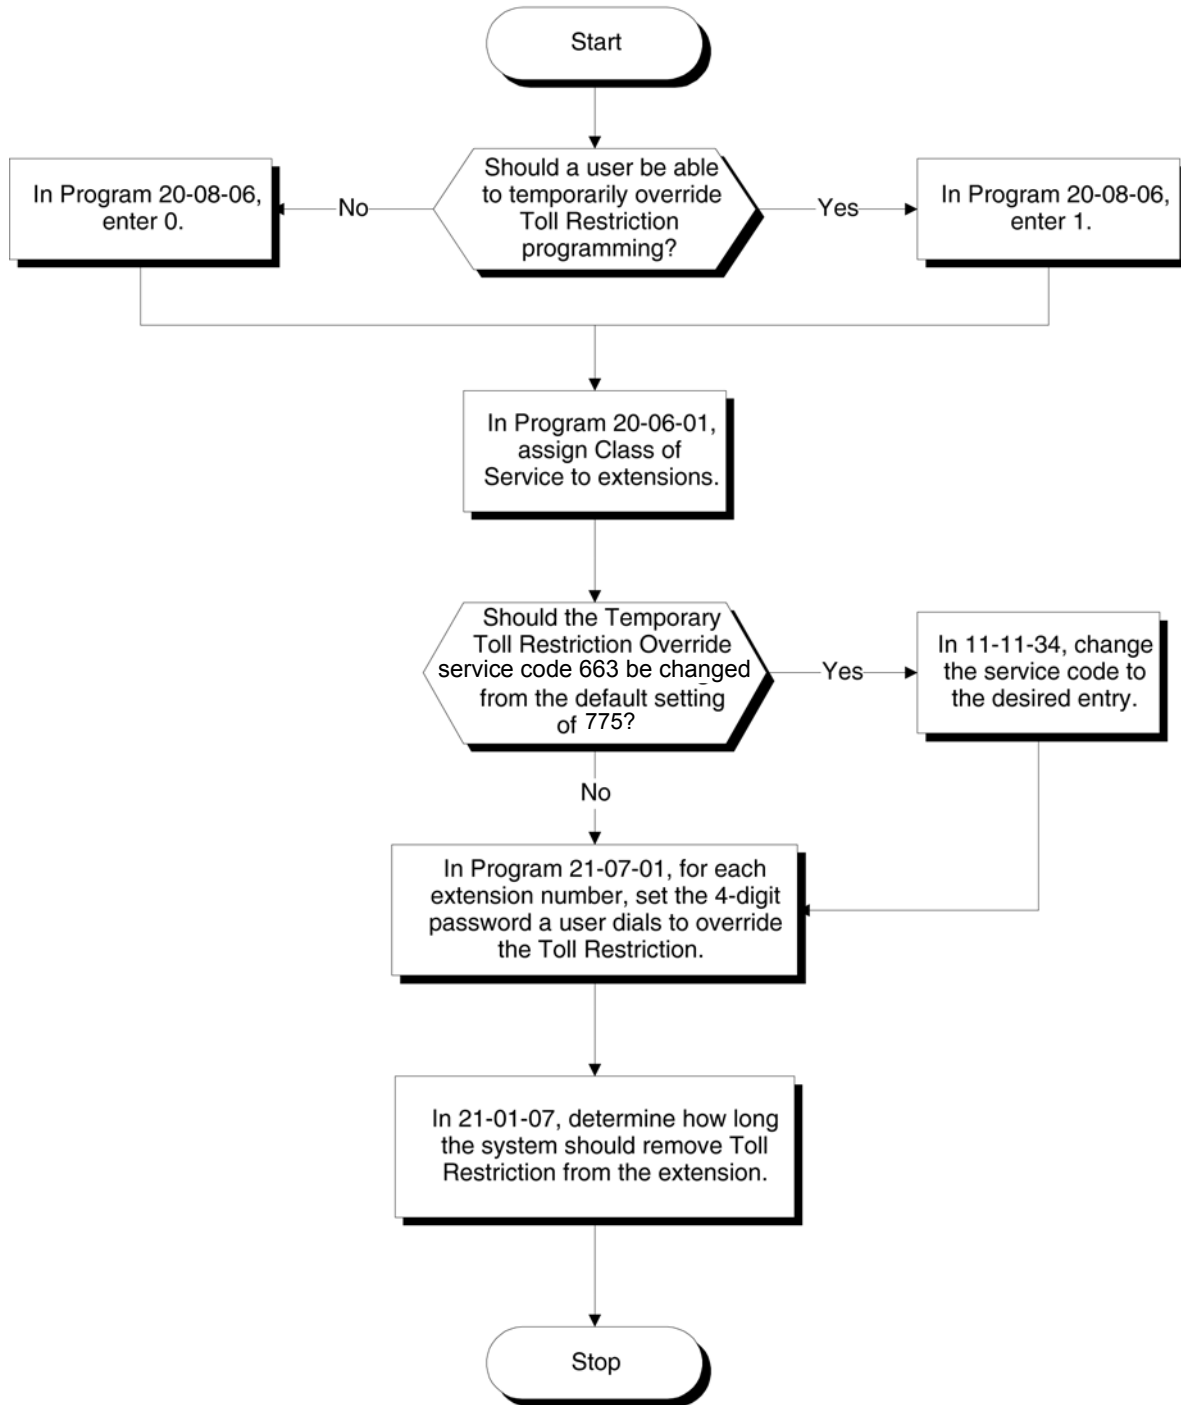 Start
Should a user be able
to temporarily override
Toll Restriction
programming?
No
Yes
In Program 20-08-06,
enter 0.
In Program 20-08-06,
enter 1.
In Program 20-06-01,
assign Class of
Service to extensions.
Should the Temporary
Toll Restriction Override
service code 663 be changed
from the default setting
of 775?
Yes
In 11-11-34, change
the service code to
the desired entry.
No
In Program 21-07-01, for each
extension number, set the 4-digit
password a user dials to override
the Toll Restriction.
In 21-01-07, determine how long
the system should remove Toll
Restriction from the extension.
Stop